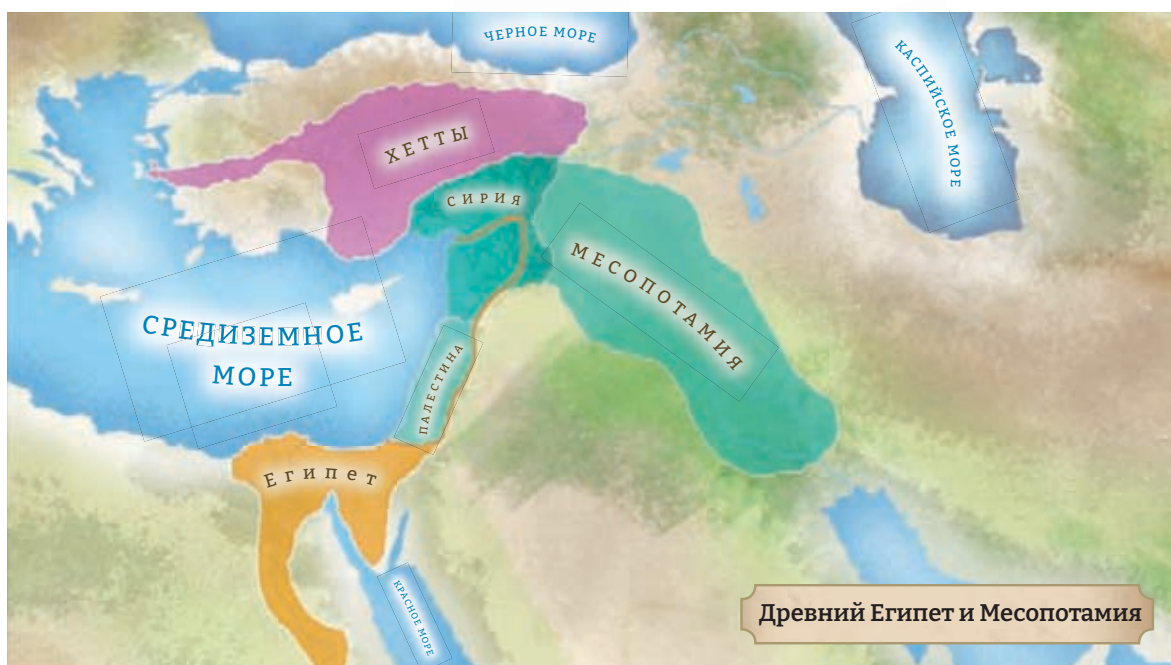 ЧЕРНОЕ МОРЕ
КАСПИЙСКОЕ МОРЕ
ХЕТТЫ
СИРИЯ
МЕСОПОТАМИЯ
СРЕДИЗЕМНОЕ
МОРЕ
ПАЛЕСТИНА
Египет
КРАСНОЕ МОРЕ
Древний Египет и Месопотамия